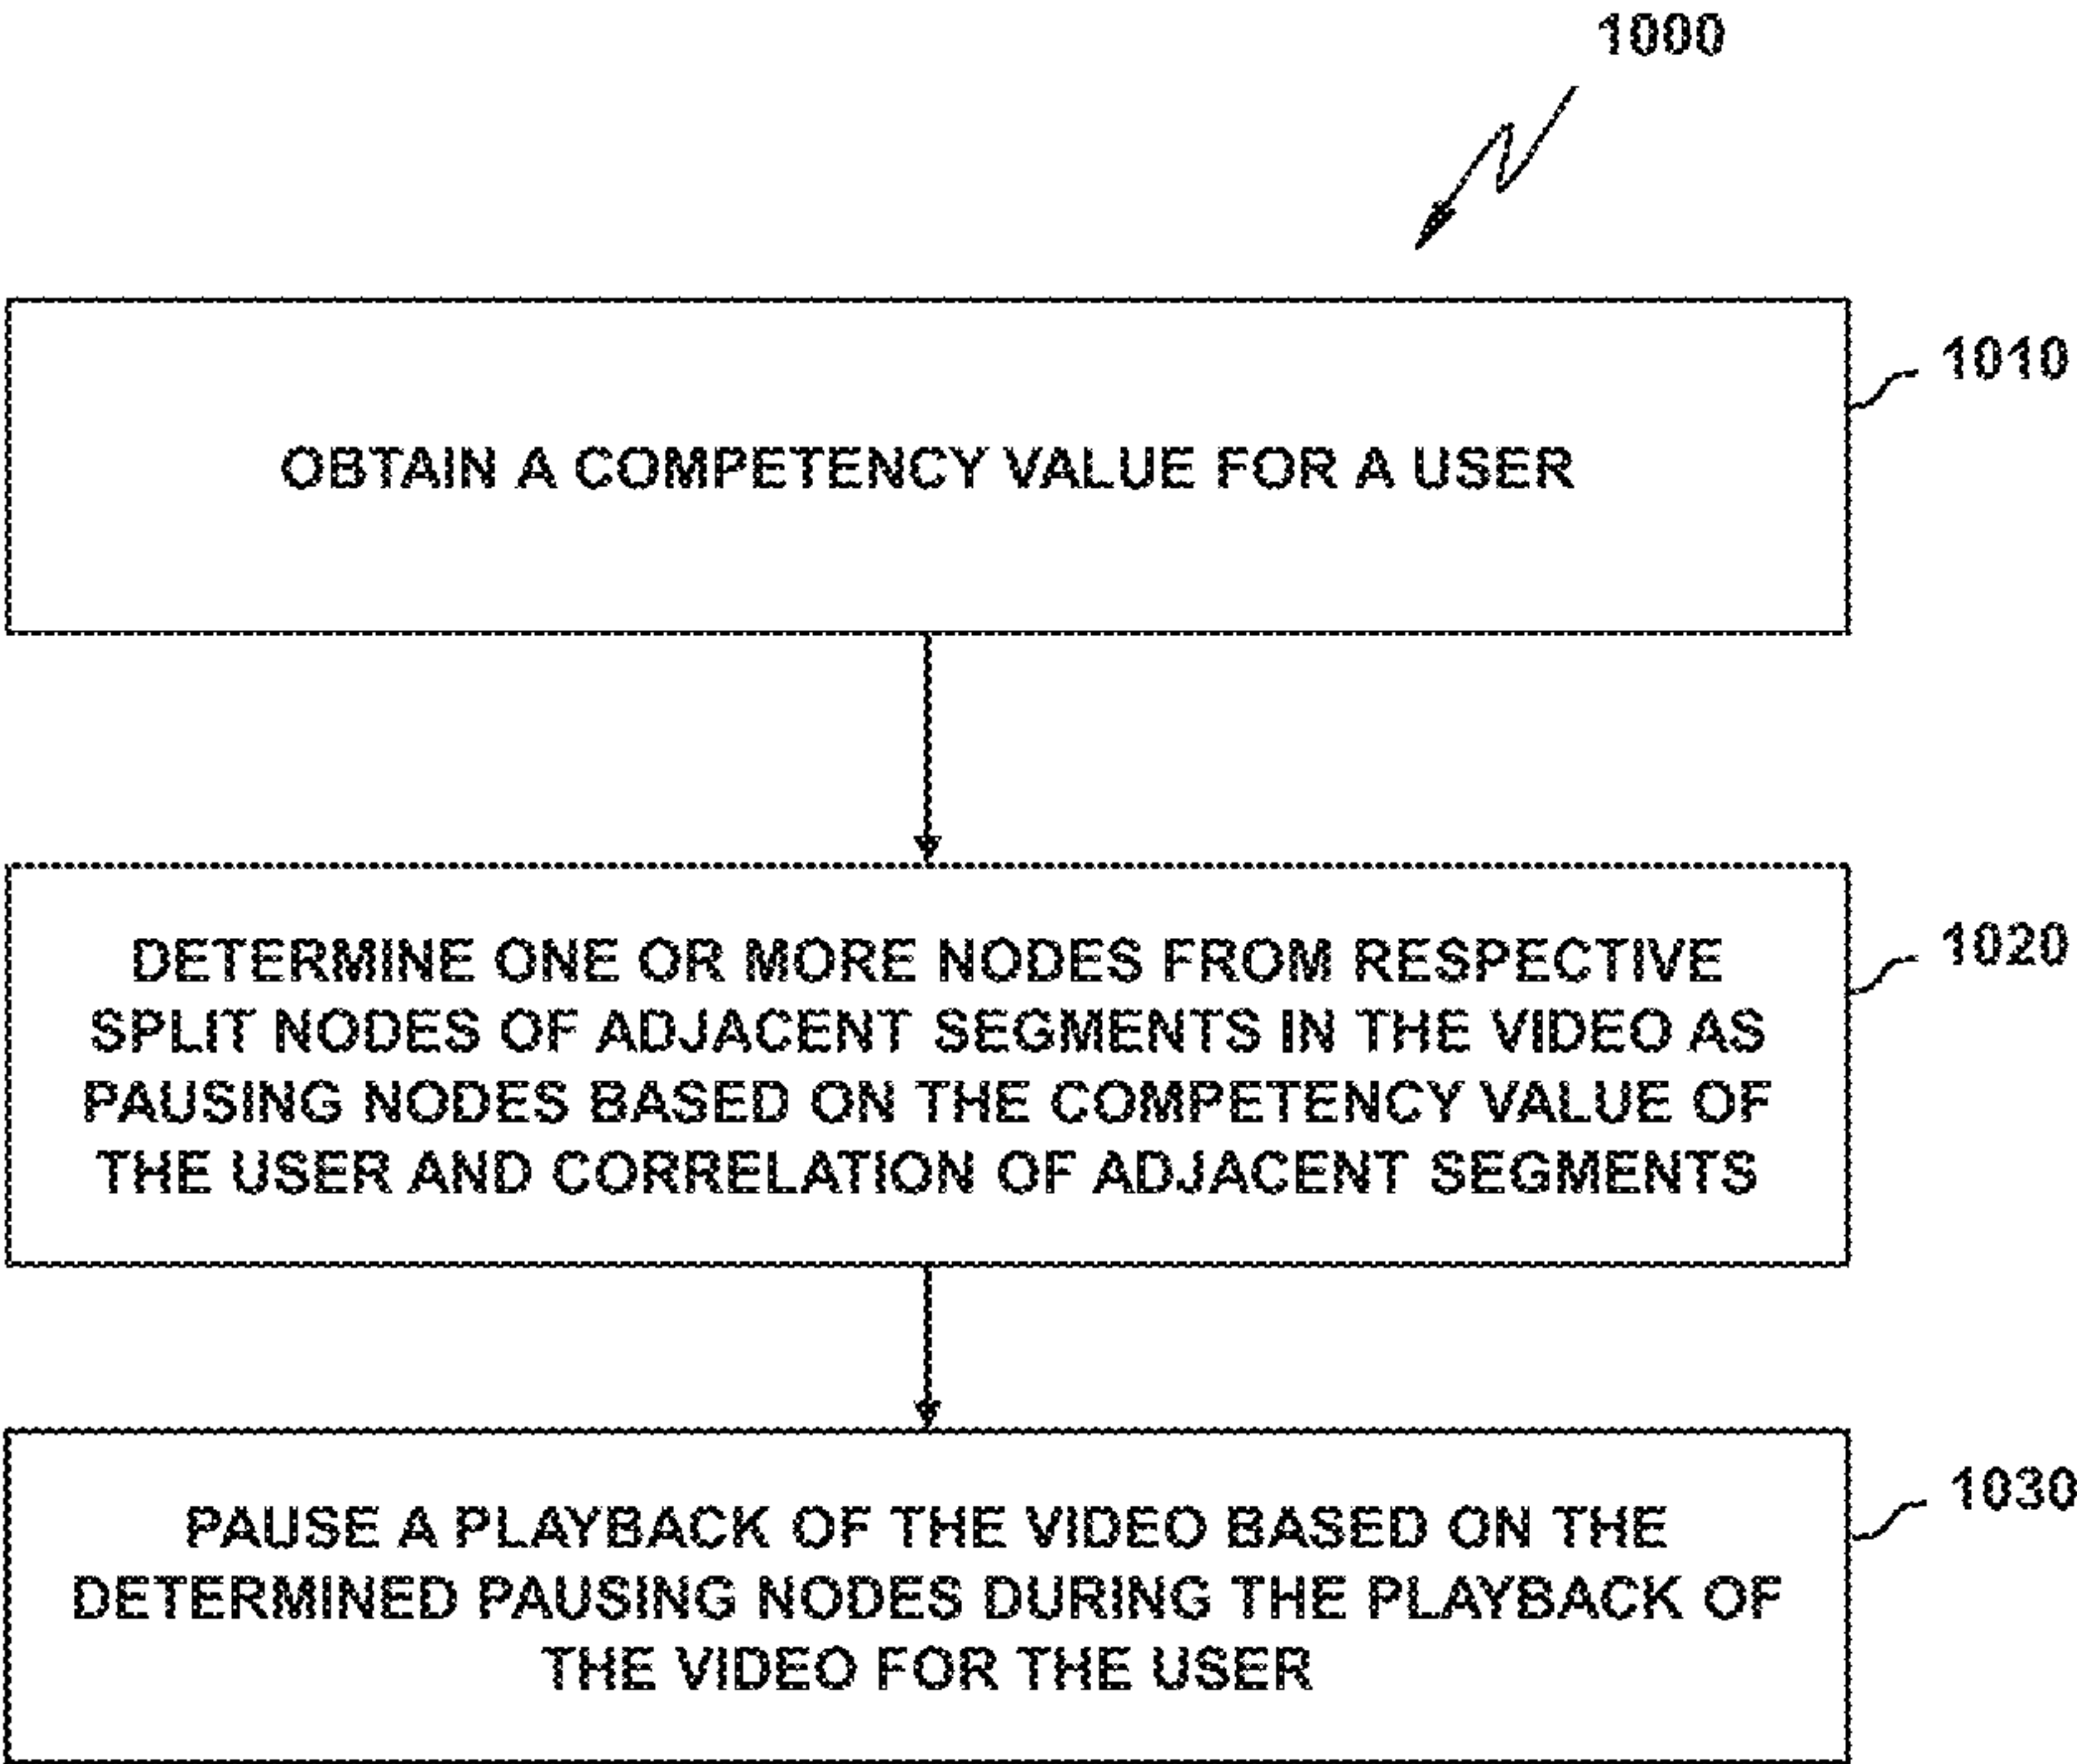 1000
1010
OBTAIN A COMPETENCY VALUE FOR A USER
1020
DETERMINE ONE OR MORE NODES FROM RESPECTIVE
SPLIT NODES OF ADJACENT SEGMENTS IN THE VIDEO AS
PAUSING NODES BASED ON THE COMPETENCY VALUE OF
THE USER AND CORRELATION OF ADJACENT SEGMENTS
1030
PAUSE A PLAYBACK OF THE VIDEO BASED ON THE
DETERMINED PAUSING NODES DURING THE PLAYBACK OF
THE VIDEO FOR THE USER